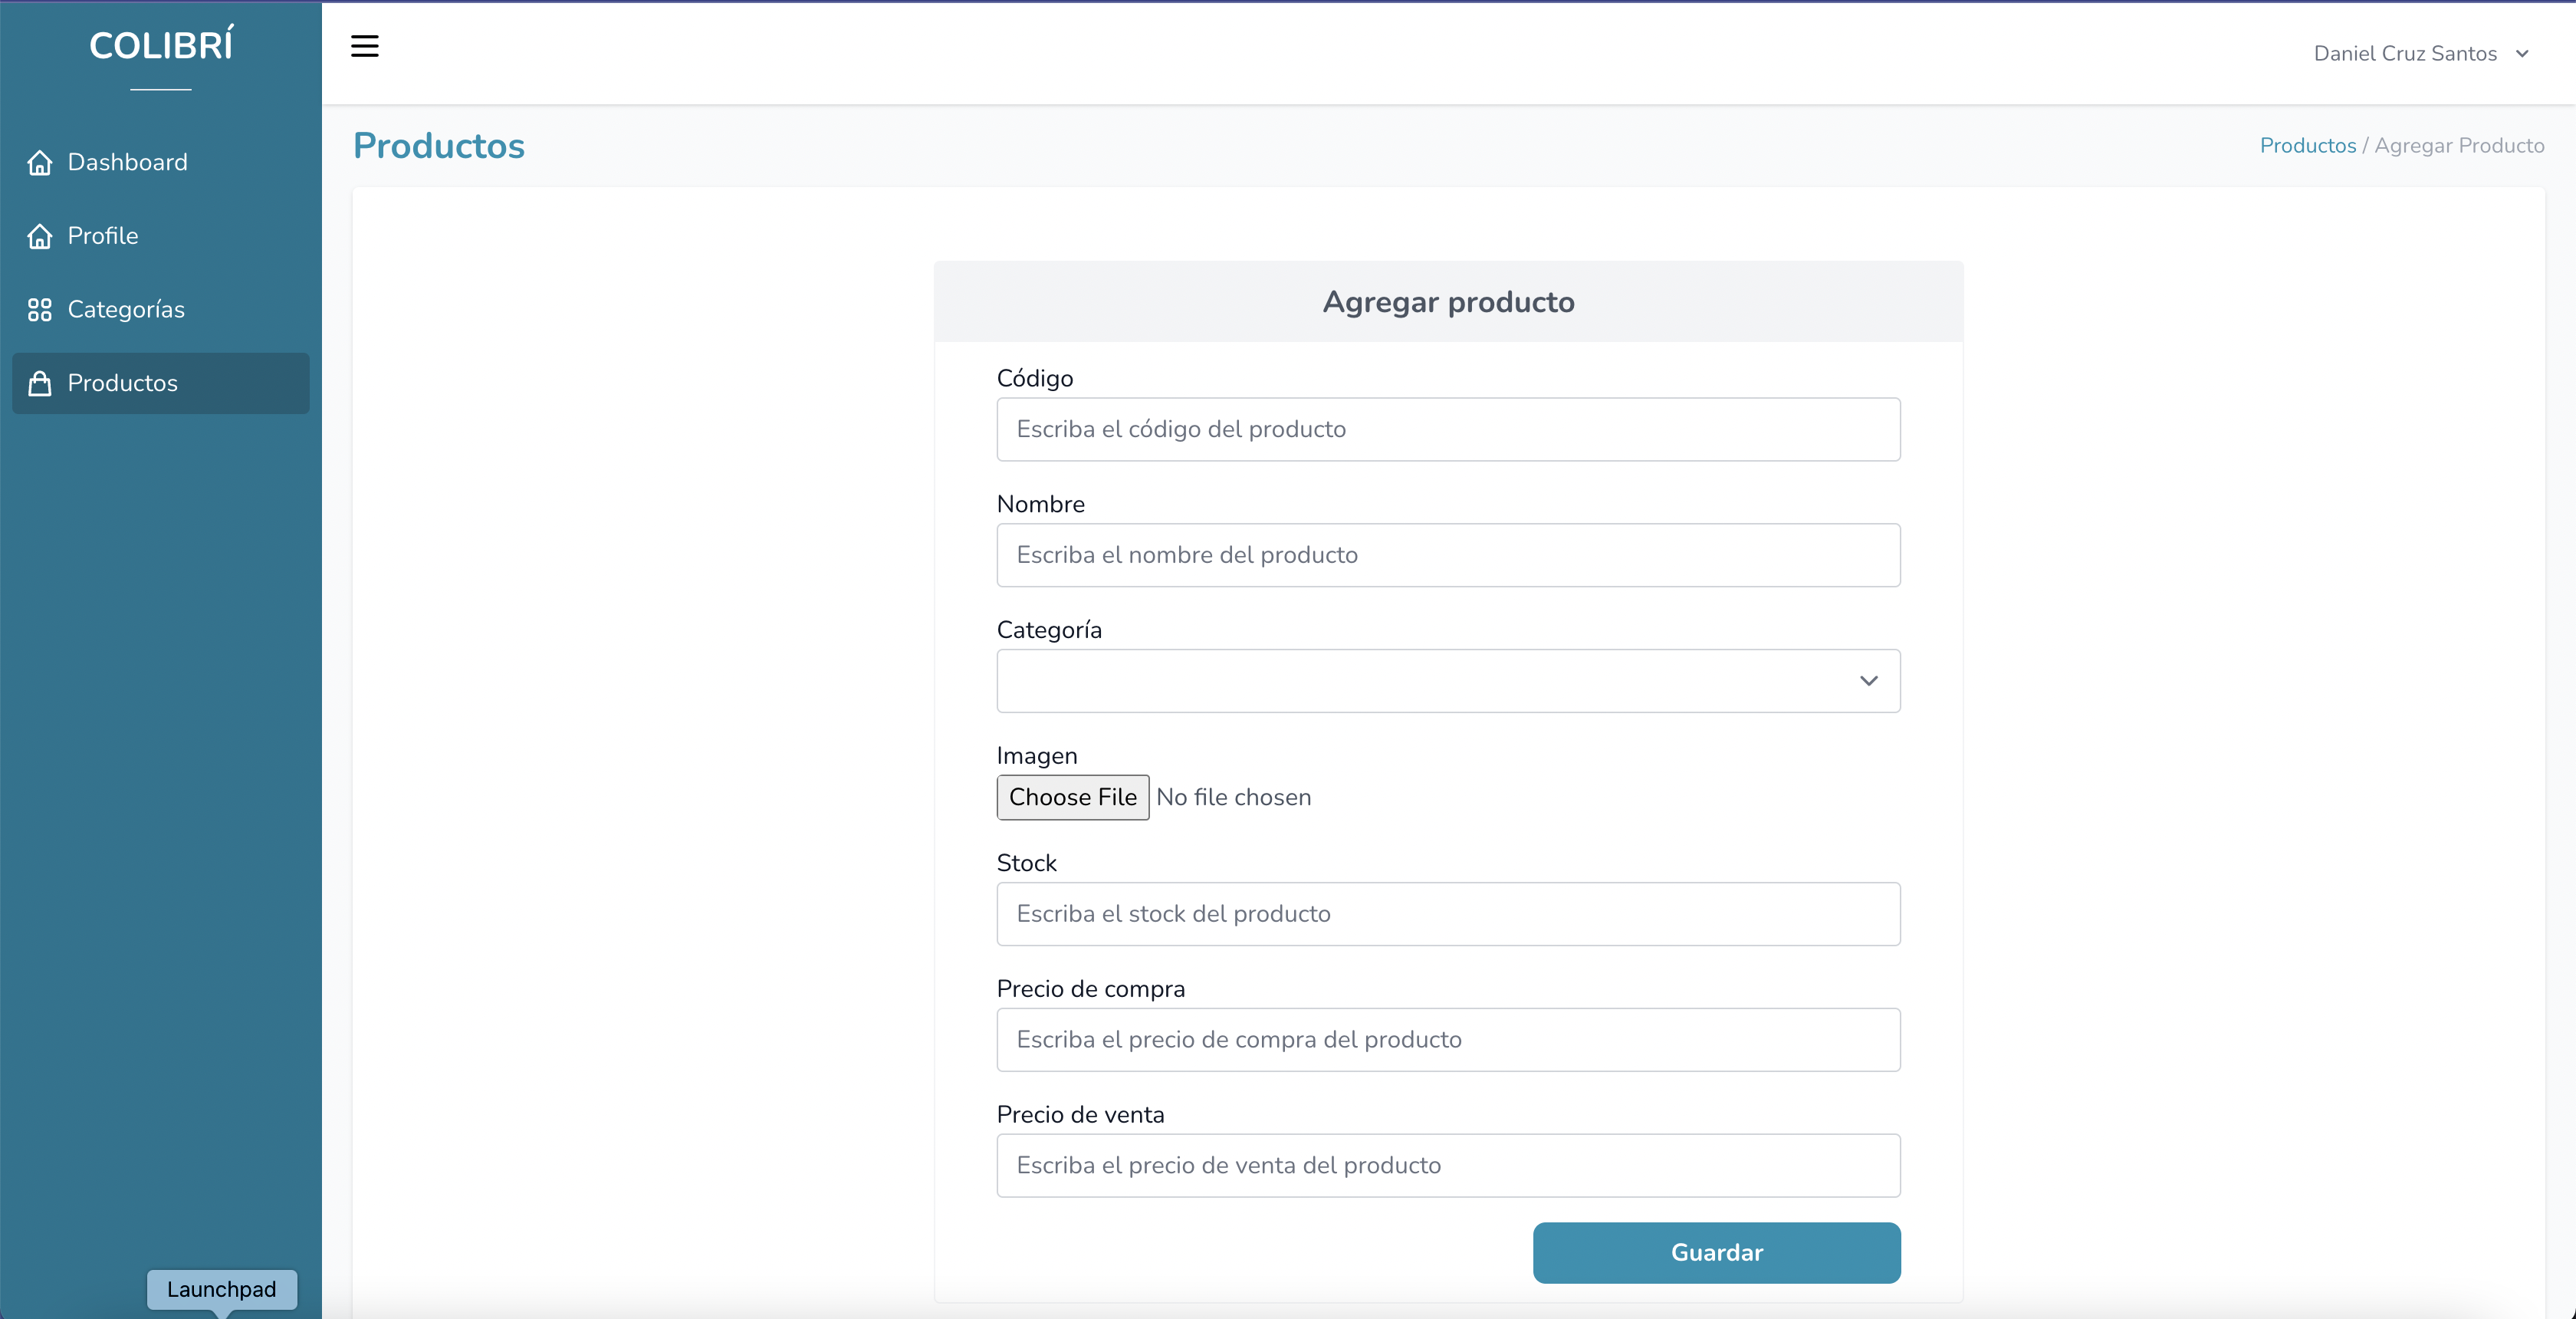 COLIBRÍ
Daniel Cruz Santos
Dashboard
Profile
Categorías
Productos
Productos
Productos / Agregar Producto
Agregar producto
Código
Escriba el código del producto
Nombre
Escriba el nombre del producto
Categoría
Imagen
Choose File No file chosen
Stock
Escriba el stock del producto
Precio de compra
Escriba el precio de compra del producto
Precio de venta
Escriba el precio de venta del producto
Guardar
Launchpad